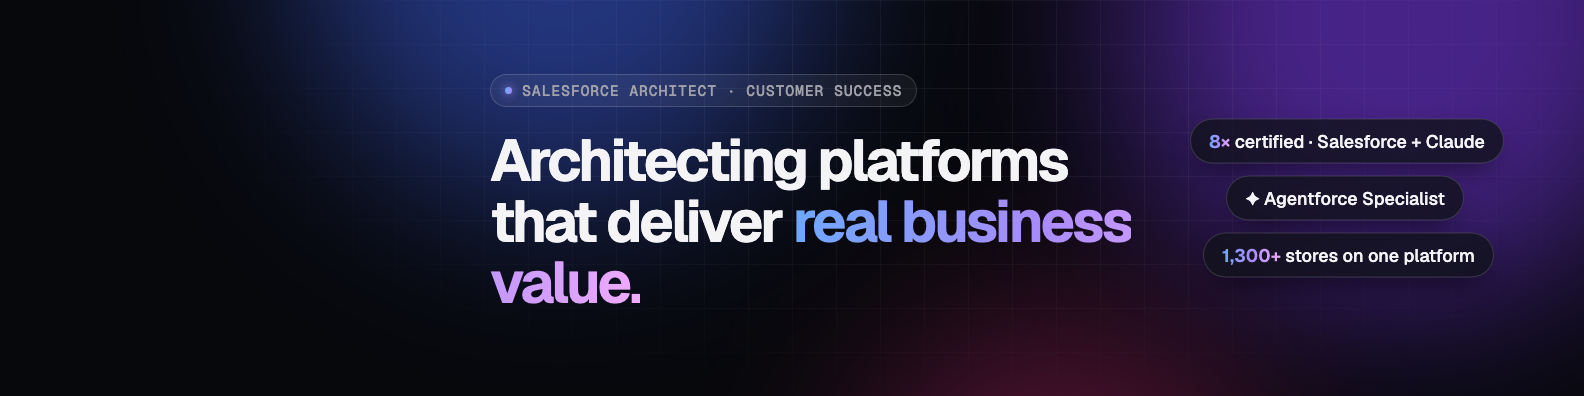 SALESFORCE ARCHITECT · CUSTOMER SUCCESS
Architecting platforms
that deliver real business
value.
8× certified · Salesforce + Claude
✦ Agentforce Specialist
1,300+ stores on one platform